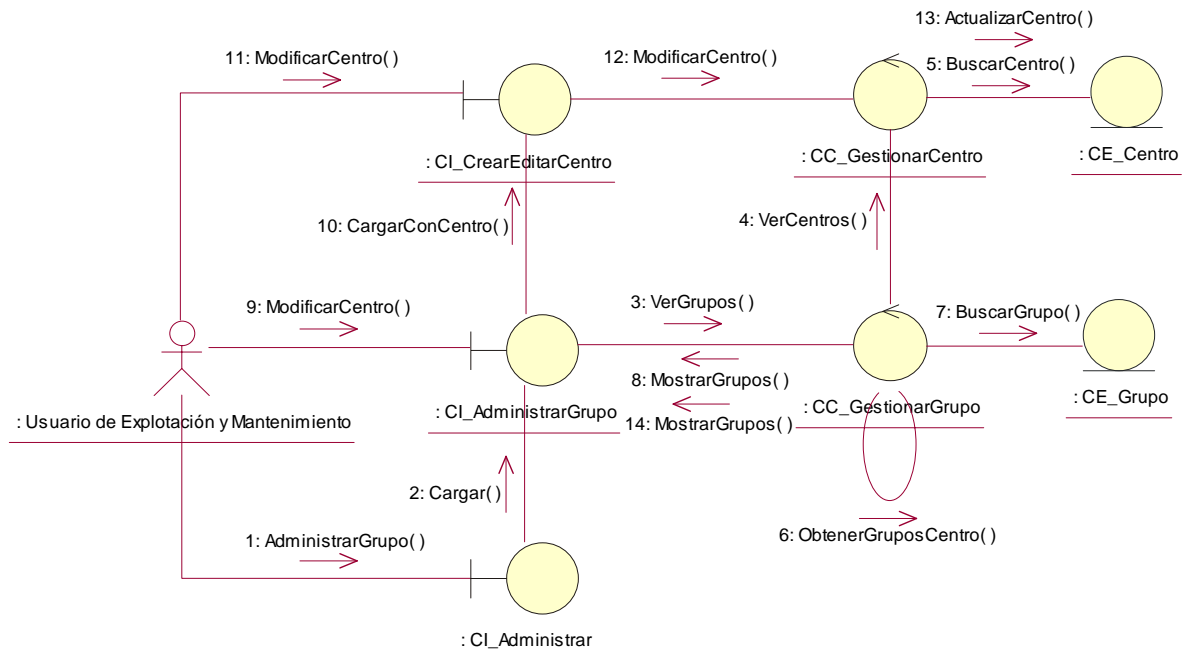 13: ActualizarCentro( )
11: ModificarCentro( )
12: ModificarCentro( )
5: BuscarCentro( )
: CI_CrearEditarCentro
: CC_GestionarCentro
: CE_Centro
10: CargarConCentro( )
4: VerCentros( )
9: ModificarCentro( )
3: VerGrupos( )
7: BuscarGrupo( )
8: MostrarGrupos( )
: CI_AdministrarGrupo
: CC_GestionarGrupo
: CE_Grupo
: Usuario de Explotación y Mantenimiento
14: MostrarGrupos( )
2: Cargar( )
6: ObtenerGruposCentro( )
1: AdministrarGrupo( )
: CI_Administrar